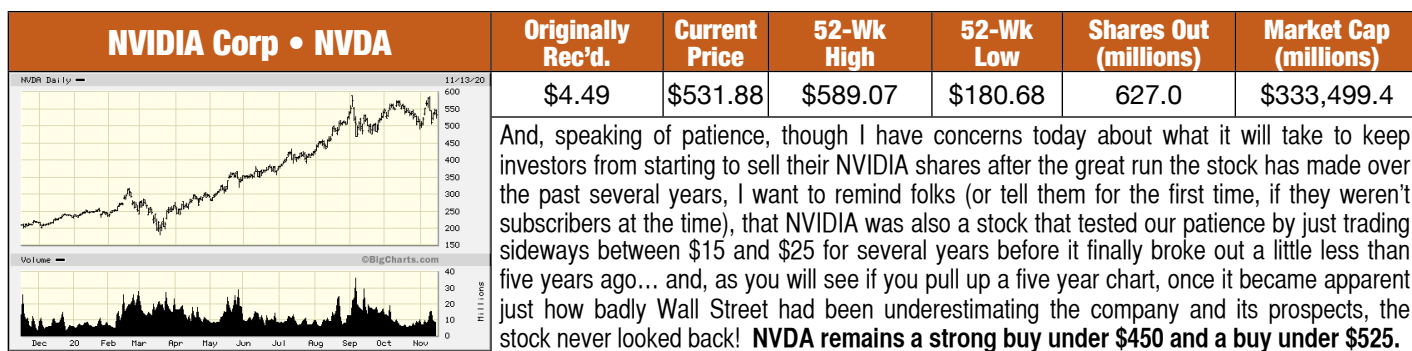 NVIDIA Corp • NVDA
Originally Rec'd.
Current Price
52-Wk High
52-Wk Low
Shares Out (millions)
Market Cap (millions)
$4.49
$531.88
$589.07
$180.68
627.0
$333,499.4
NVDA Daily
11/13/20
600
550
500
450
400
350
300
250
200
150
Volume
©BigCharts.com
40
30
20
10
0
Millions
Dec 20 Feb Mar Apr May Jun Jul Aug Sep Oct Nov
And, speaking of patience, though I have concerns today about what it will take to keep
investors from starting to sell their NVIDIA shares after the great run the stock has made over
the past several years, I want to remind folks (or tell them for the first time, if they weren't
subscribers at the time), that NVIDIA was also a stock that tested our patience by just trading
sideways between $15 and $25 for several years before it finally broke out a little less than
five years ago… and, as you will see if you pull up a five year chart, once it became apparent
just how badly Wall Street had been underestimating the company and its prospects, the
stock never looked back! NVDA remains a strong buy under $450 and a buy under $525.